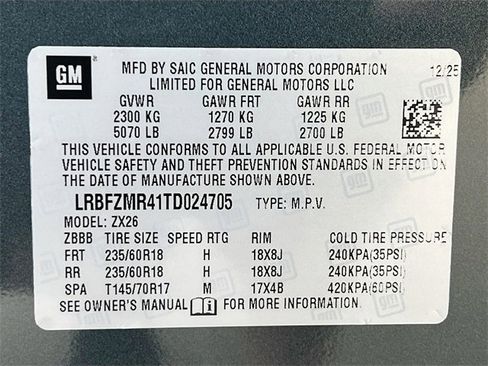 GM
MFD BY SAIC GENERAL MOTORS CORPORATION 12/25
LIMITED FOR GENERAL MOTORS LLC
GVWR GAWR FRT GAWR RR
2300 KG 1270 KG 1225 KG
5070 LB 2799 LB 2700 LB
THIS VEHICLE CONFORMS TO ALL APPLICABLE U.S. FEDERAL MOTOR
VEHICLE SAFETY AND THEFT PREVENTION STANDARDS IN EFFECT ON
THE DATE OF MANUFACTURE SHOWN ABOVE.
LRBFZMR41TD024705 TYPE: M.P.V.
MODEL: ZX26
ZBBB TIRE SIZE SPEED RTG RIM COLD TIRE PRESSURE
FRT 235/60R18 H 18X8J 240KPA(35PSI)
RR 235/60R18 H 18X8J 240KPA(35PSI)
SPA T145/70R17 M 17X4B 420KPA(60PSI)
SEE OWNER'S MANUAL FOR MORE INFORMATION